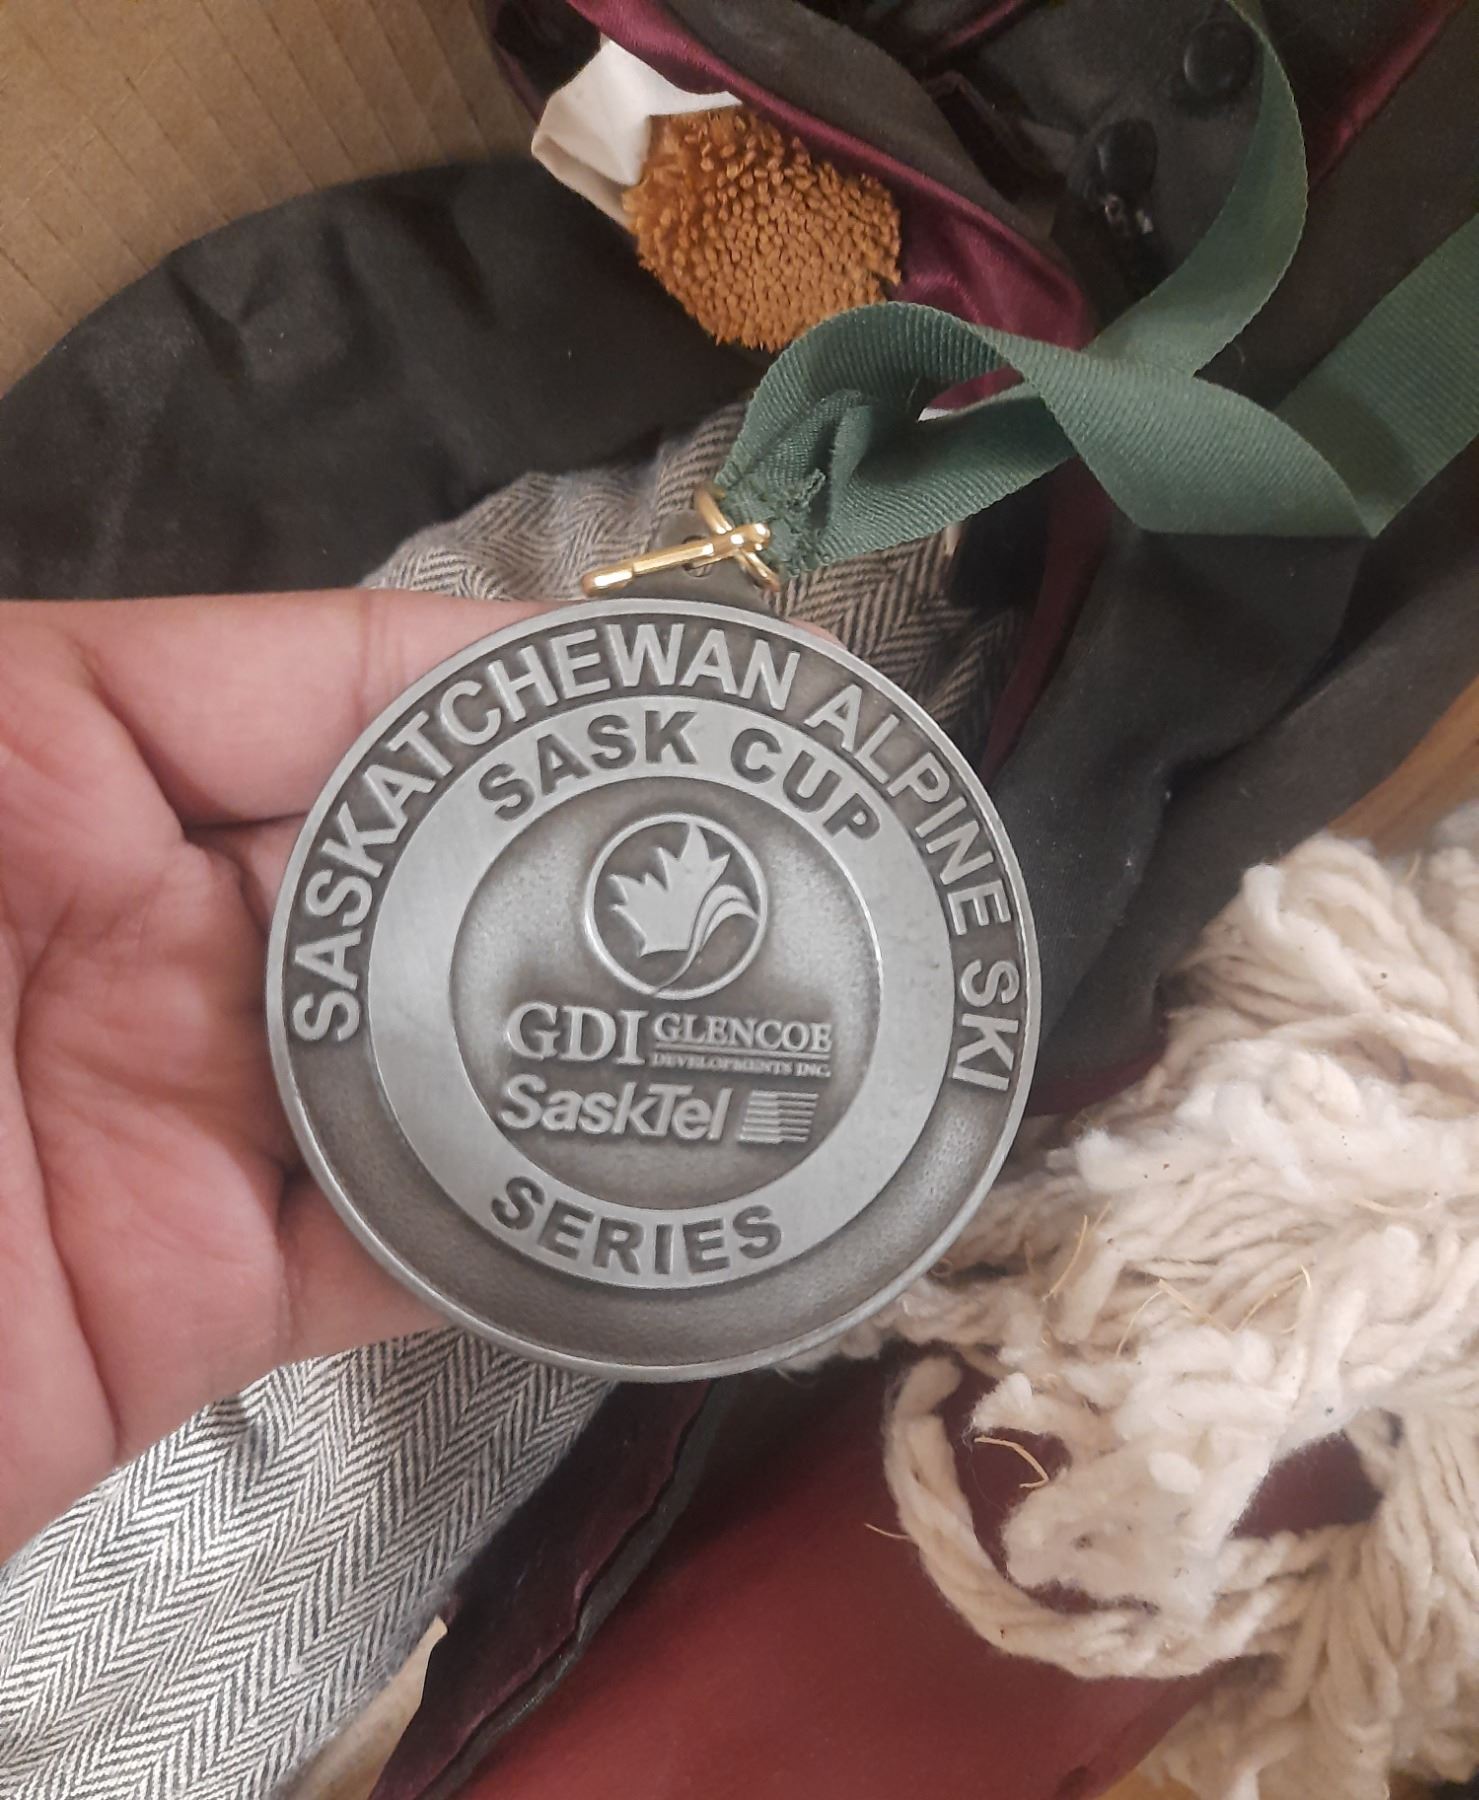 SASKATCHEWAN ALPINE SKI
SASK CUP
GDI GLENCOE
DEVELOPMENTS INC.
SaskTel
SERIES